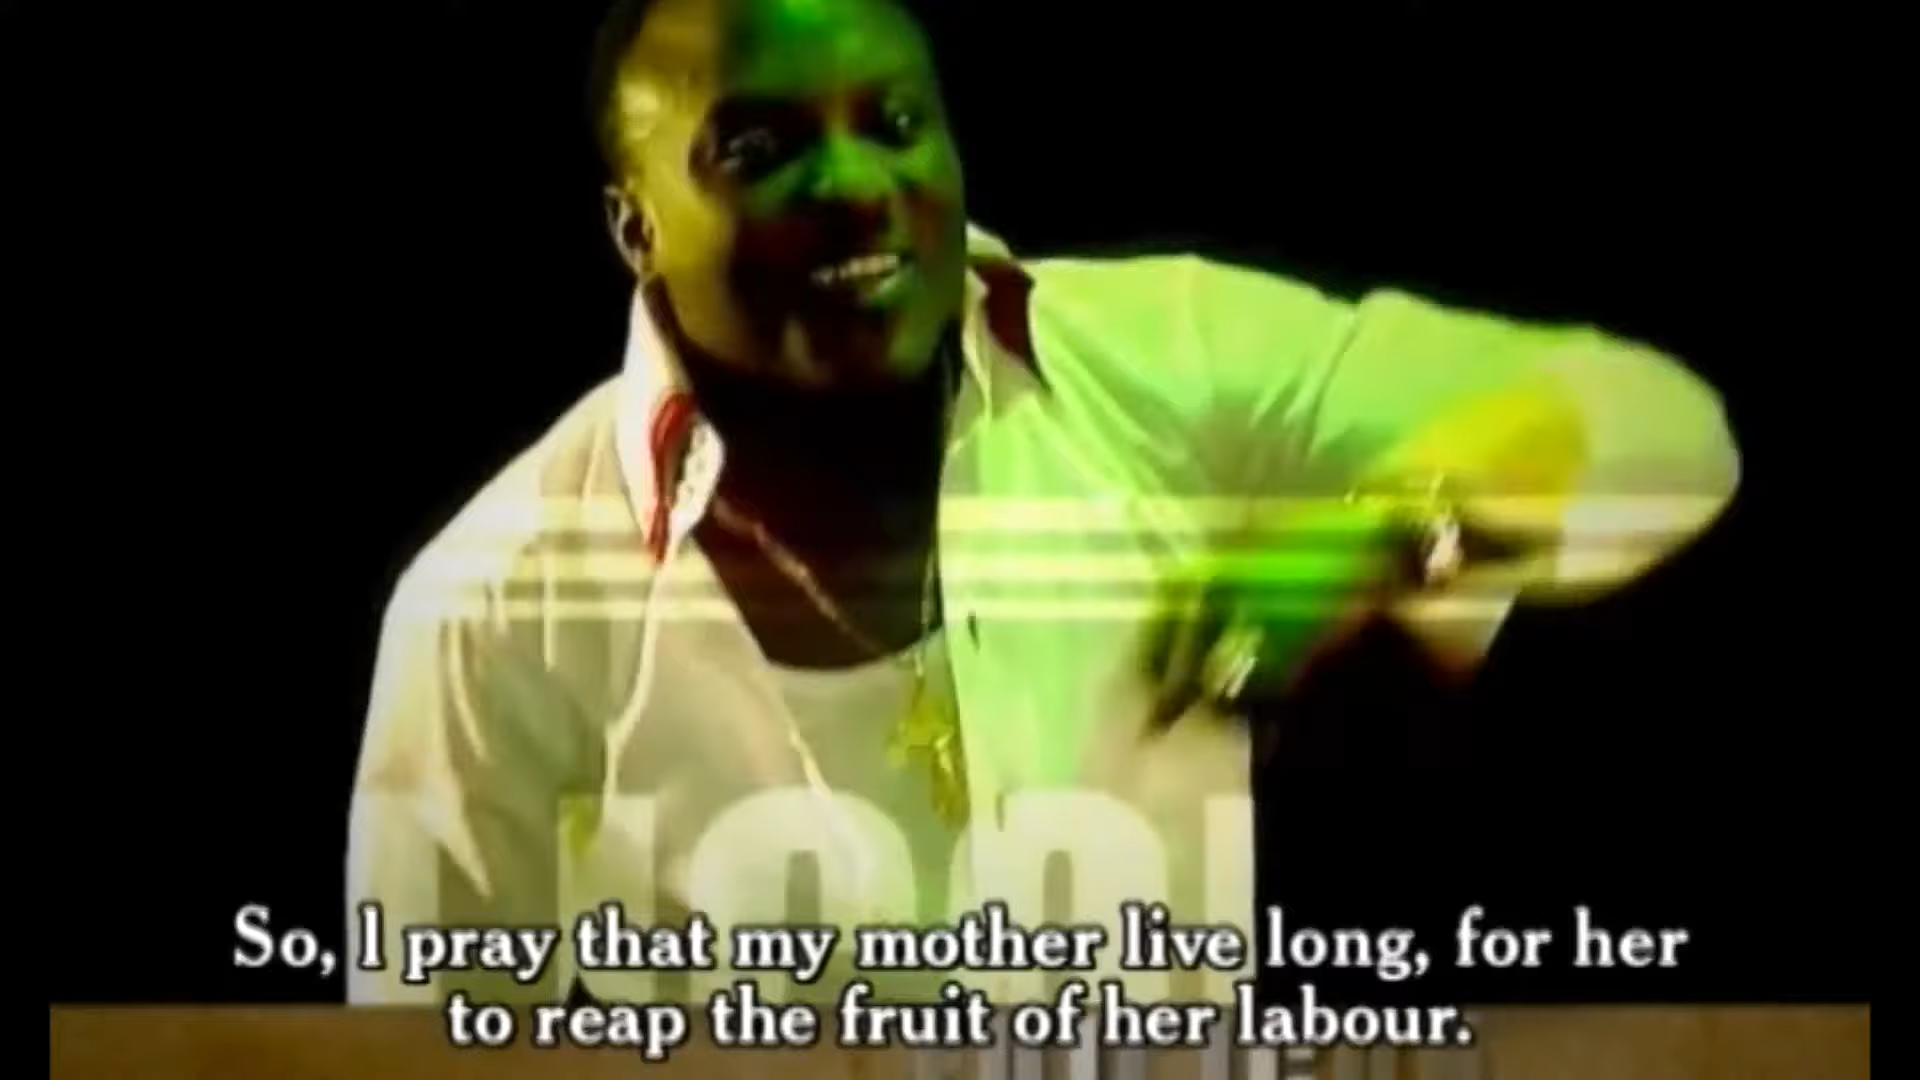 So, I pray that my mother live long, for her
to reap the fruit of her labour.